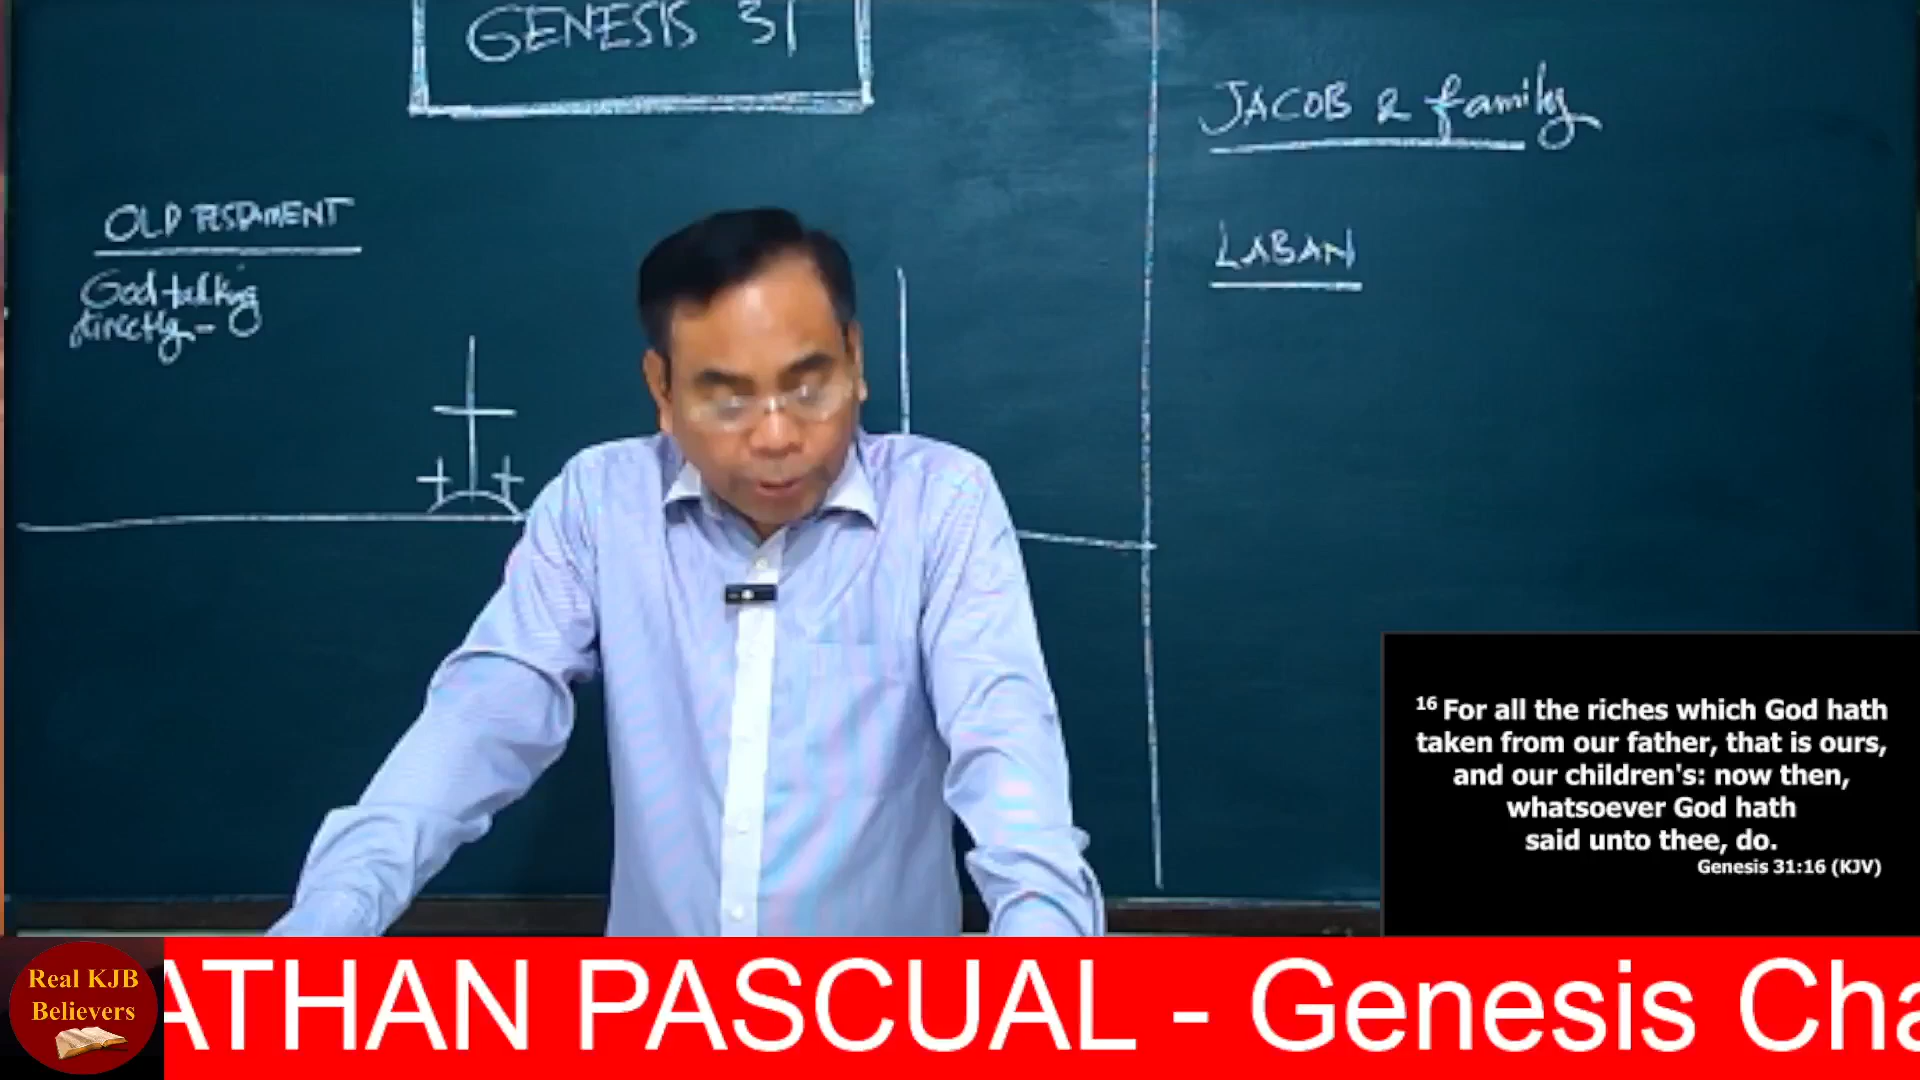 GENESIS 31
JACOB & family
OLD TESTAMENT
LABAN
God talking
directly-
16 For all the riches which God hath
taken from our father, that is ours,
and our children's: now then,
whatsoever God hath
said unto thee, do.
Genesis 31:16 (KJV)
Real KJB
Believers
ATHAN PASCUAL - Genesis Cha